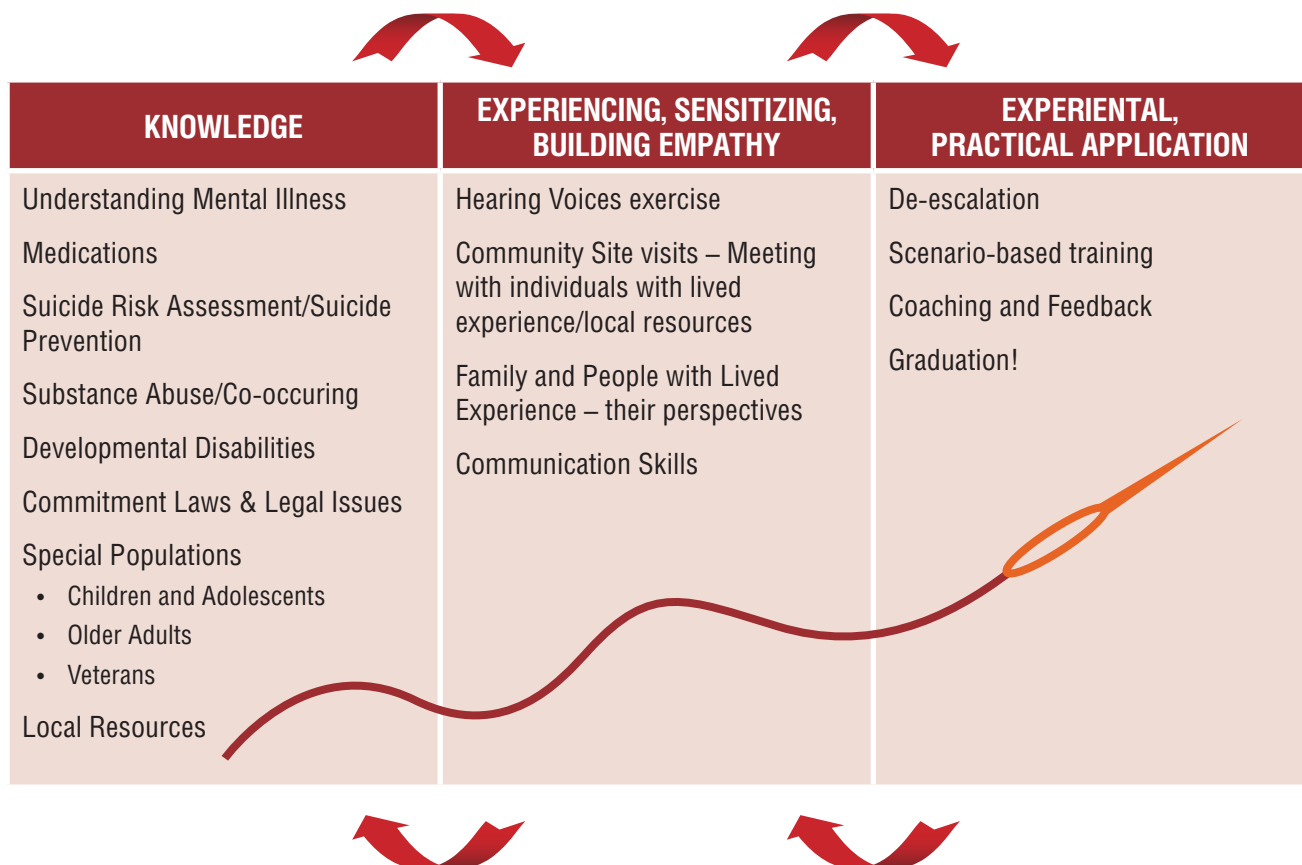 KNOWLEDGE
Understanding Mental Illness
Medications
Suicide Risk Assessment/Suicide
Prevention
Substance Abuse/Co-occuring
Developmental Disabilities
Commitment Laws & Legal Issues
Special Populations
• Children and Adolescents
• Older Adults
• Veterans
Local Resources
EXPERIENCING, SENSITIZING,
BUILDING EMPATHY
Hearing Voices exercise
Community Site visits – Meeting
with individuals with lived
experience/local resources
Family and People with Lived
Experience – their perspectives
Communication Skills
EXPERIENTAL,
PRACTICAL APPLICATION
De-escalation
Scenario-based training
Coaching and Feedback
Graduation!